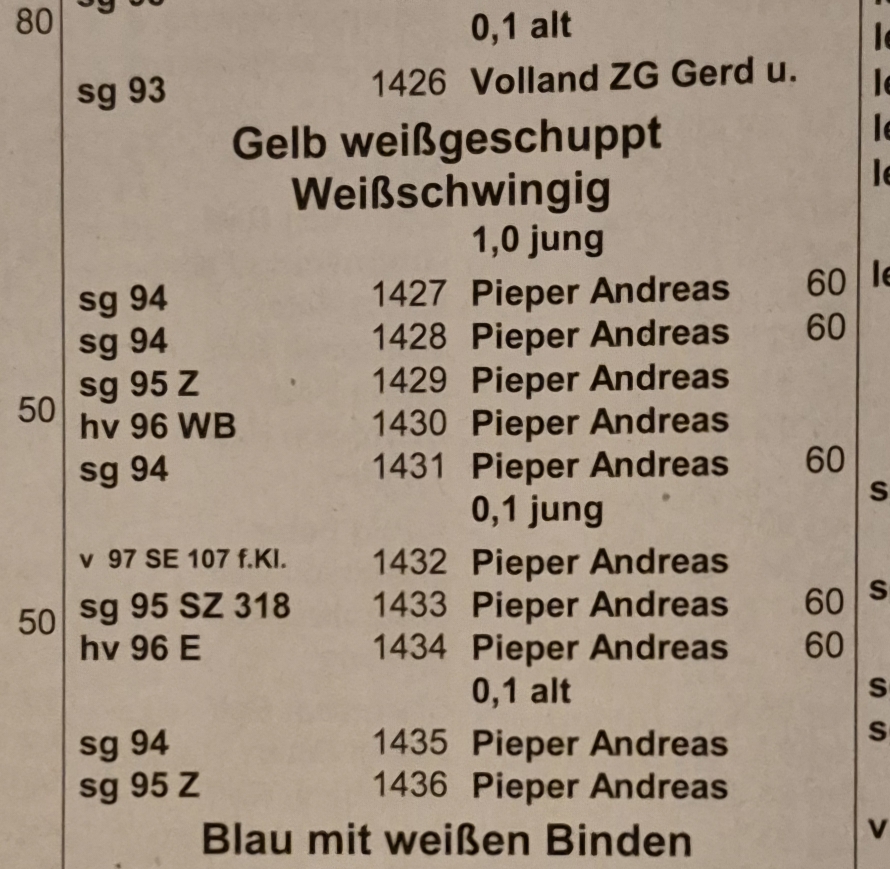 80
0,1 alt
sg 93 1426 Volland ZG Gerd u.
Gelb weißgeschuppt
Weißschwingig
1,0 jung
sg 94 1427 Pieper Andreas 60
sg 94 1428 Pieper Andreas 60
sg 95 Z 1429 Pieper Andreas
50 hv 96 WB 1430 Pieper Andreas
sg 94 1431 Pieper Andreas 60
0,1 jung
v 97 SE 107 f.Kl. 1432 Pieper Andreas
50 sg 95 SZ 318 1433 Pieper Andreas 60
hv 96 E 1434 Pieper Andreas 60
0,1 alt
sg 94 1435 Pieper Andreas
sg 95 Z 1436 Pieper Andreas
Blau mit weißen Binden